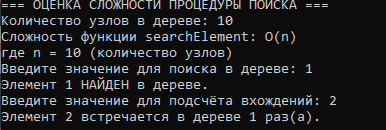 === ОЦЕНКА СЛОЖНОСТИ ПРОЦЕДУРЫ ПОИСКА ===
Количество узлов в дереве: 10
Сложность функции searchElement: O(n)
где n = 10 (количество узлов)
Введите значение для поиска в дереве: 1
Элемент 1 НАЙДЕН в дереве.
Введите значение для подсчёта вхождений: 2
Элемент 2 встречается в дереве 1 раз(а).